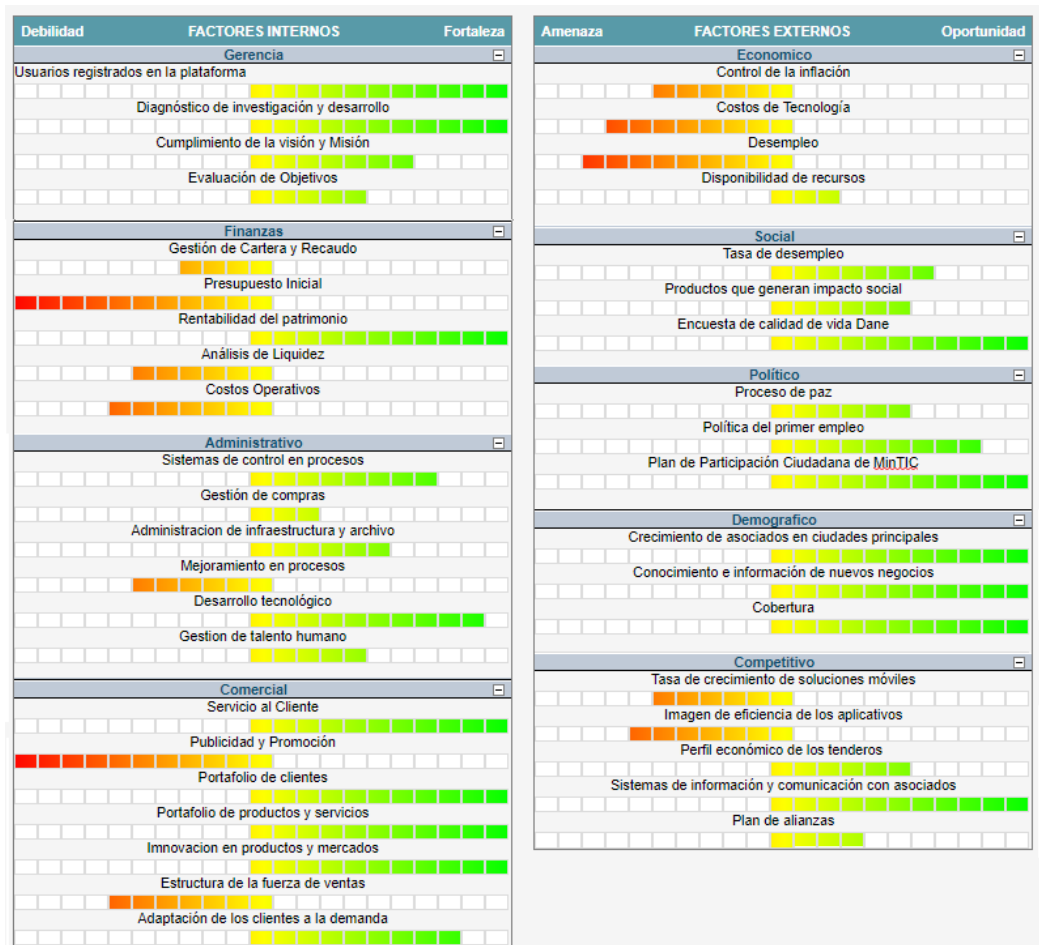 Debilidad FACTORES INTERNOS Fortaleza
Gerencia
Usuarios registrados en la plataforma
Diagnóstico de investigación y desarrollo
Cumplimiento de la visión y Misión
Evaluación de Objetivos
Finanzas
Gestión de Cartera y Recaudo
Presupuesto Inicial
Rentabilidad del patrimonio
Análisis de Liquidez
Costos Operativos
Administrativo
Sistemas de control en procesos
Gestión de compras
Administracion de infraestructura y archivo
Mejoramiento en procesos
Desarrollo tecnológico
Gestion de talento humano
Comercial
Servicio al Cliente
Publicidad y Promoción
Portafolio de clientes
Portafolio de productos y servicios
Imnovacion en productos y mercados
Estructura de la fuerza de ventas
Adaptación de los clientes a la demanda
Amenaza FACTORES EXTERNOS Oportunidad
Economico
Control de la inflación
Costos de Tecnología
Desempleo
Disponibilidad de recursos
Social
Tasa de desempleo
Productos que generan impacto social
Encuesta de calidad de vida Dane
Político
Proceso de paz
Política del primer empleo
Plan de Participación Ciudadana de MinTIC
Demografico
Crecimiento de asociados en ciudades principales
Conocimiento e información de nuevos negocios
Cobertura
Competitivo
Tasa de crecimiento de soluciones móviles
Imagen de eficiencia de los aplicativos
Perfil económico de los tenderos
Sistemas de información y comunicación con asociados
Plan de alianzas